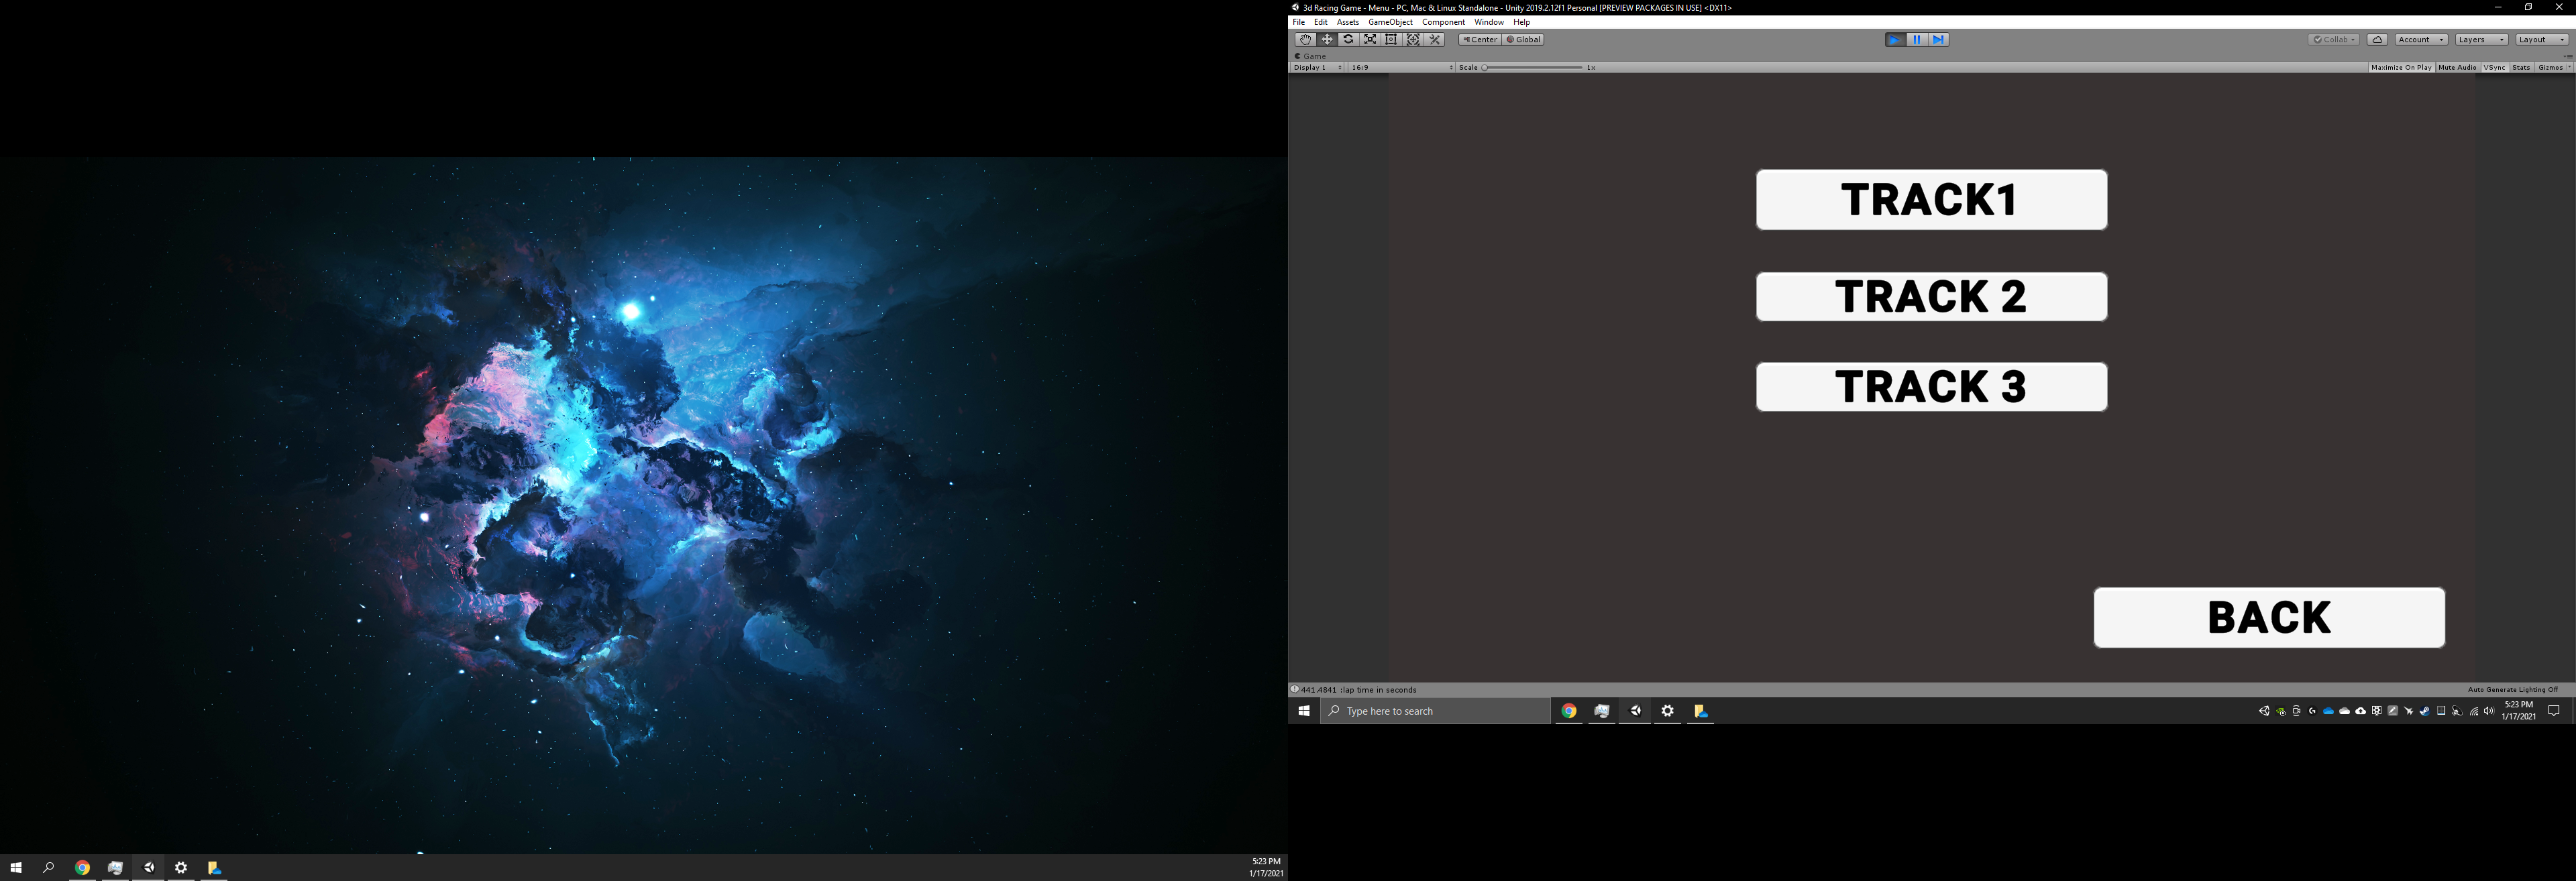 3d Racing Game - Menu - PC, Mac & Linux Standalone - Unity 2019.2.12f1 Personal [PREVIEW PACKAGES IN USE] <DX11>
File Edit Assets GameObject Component Window Help
Center Global Collab Account Layers Layout
Game
Display 1 16:9 Scale 1x Maximize On Play Mute Audio VSync Stats Gizmos
TRACK1
TRACK 2
TRACK 3
BACK
441.4841 :lap time in seconds Auto Generate Lighting Off
Type here to search
5:23 PM
1/17/2021
5:23 PM
1/17/2021